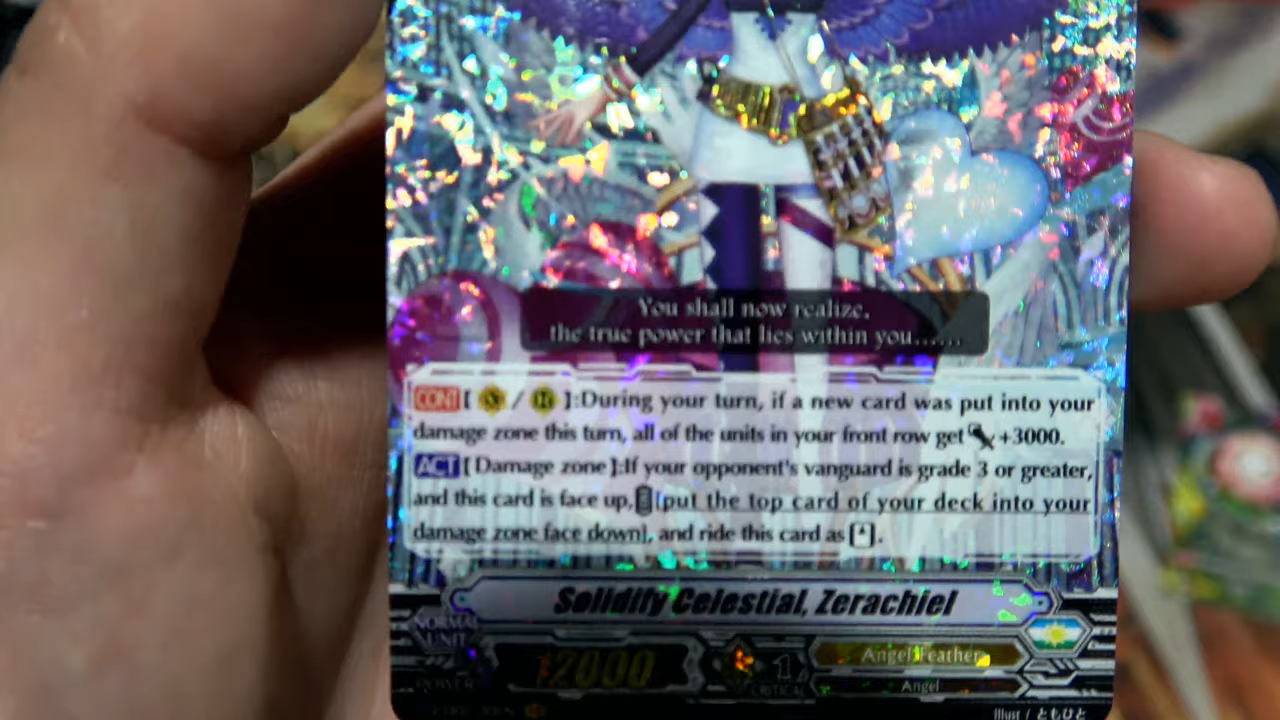 You shall now realize,
the true power that lies within you......
CONT[ V / R ]:During your turn, if a new card was put into your
damage zone this turn, all of the units in your front row get +3000.
ACT[Damage zone]:If your opponent's vanguard is grade 3 or greater,
and this card is face up, [put the top card of your deck into your
damage zone face down], and ride this card as [ ].
Solidify Celestial, Zerachiel
NORMAL
UNIT
POWER 12000
1
CRITICAL
Angel Feather
Angel
Illust / ともひと